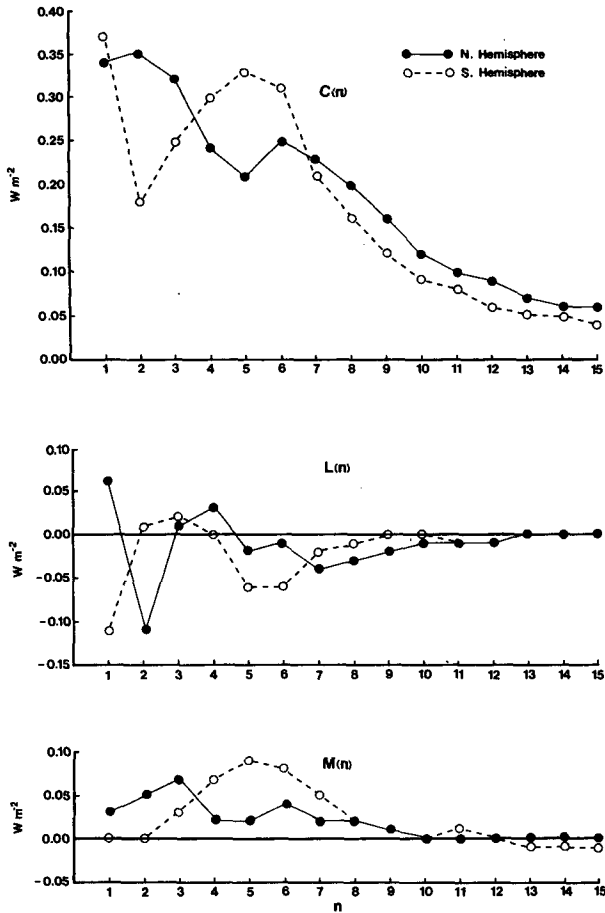 0.40
0.35
0.30
0.25
0.20
0.15
0.10
0.05
0.00
W m⁻²
N. Hemisphere
S. Hemisphere
C(n)
1 2 3 4 5 6 7 8 9 10 11 12 13 14 15
0.10
0.05
0.00
−0.05
−0.10
−0.15
W m⁻²
L(n)
1 2 3 4 5 6 7 8 9 10 11 12 13 14 15
0.10
0.05
0.00
−0.05
W m⁻²
M(n)
1 2 3 4 5 6 7 8 9 10 11 12 13 14 15
n